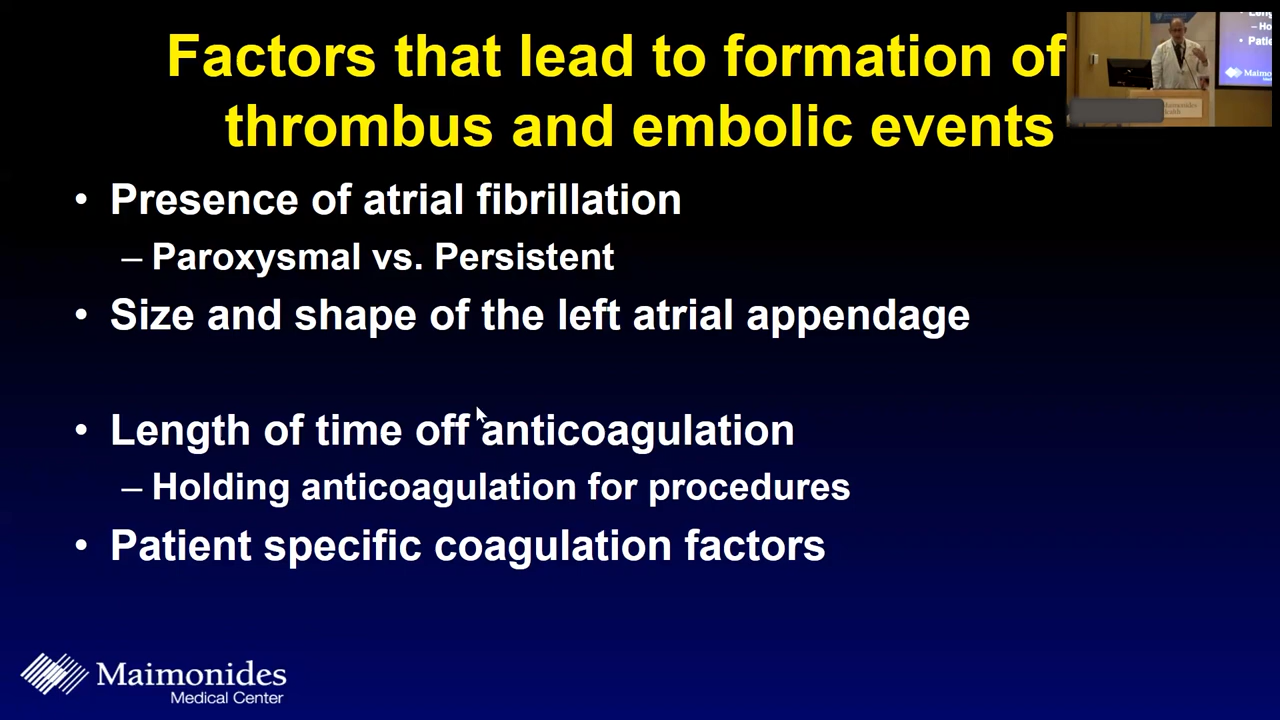 Factors that lead to formation of
thrombus and embolic events
• Presence of atrial fibrillation
– Paroxysmal vs. Persistent
• Size and shape of the left atrial appendage
• Length of time off anticoagulation
– Holding anticoagulation for procedures
• Patient specific coagulation factors
Maimonides
Medical Center
Maimonides
Health